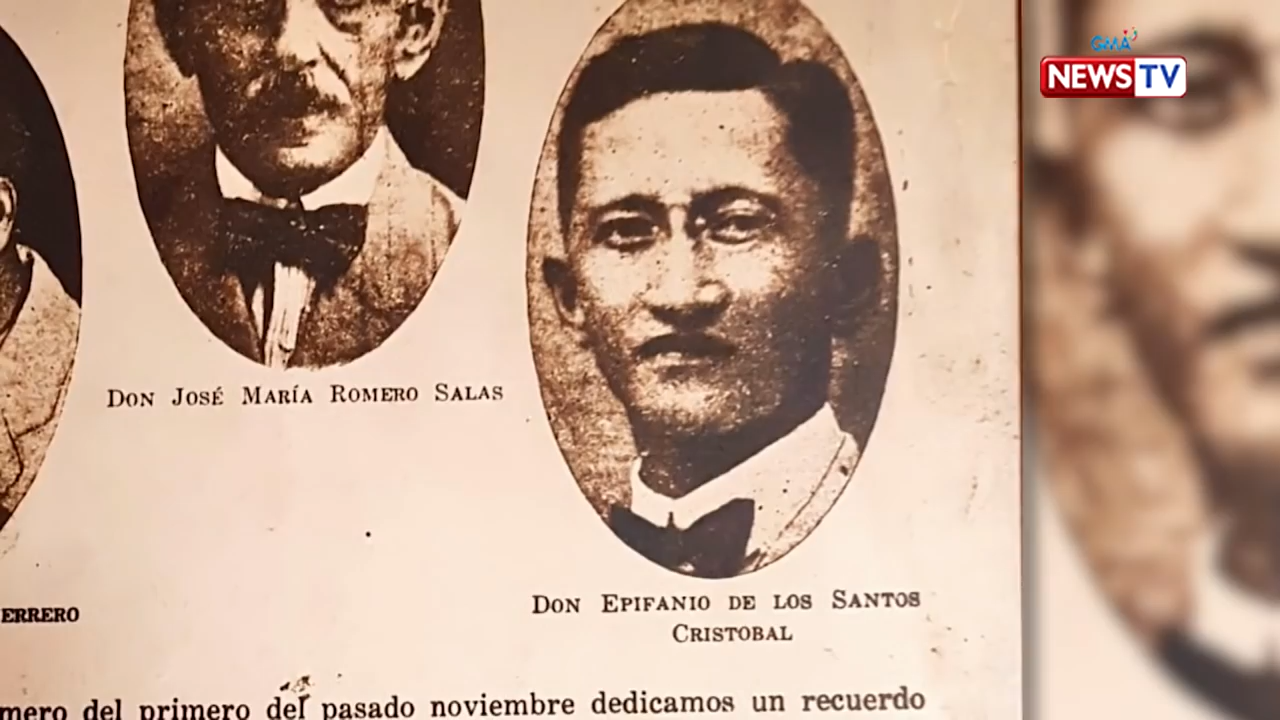 GMA
NEWS TV
DON JOSÉ MARÍA ROMERO SALAS
ERRERO
DON EPIFANIO DE LOS SANTOS
CRISTOBAL
mero del primero del pasado noviembre dedicamos un recuerdo